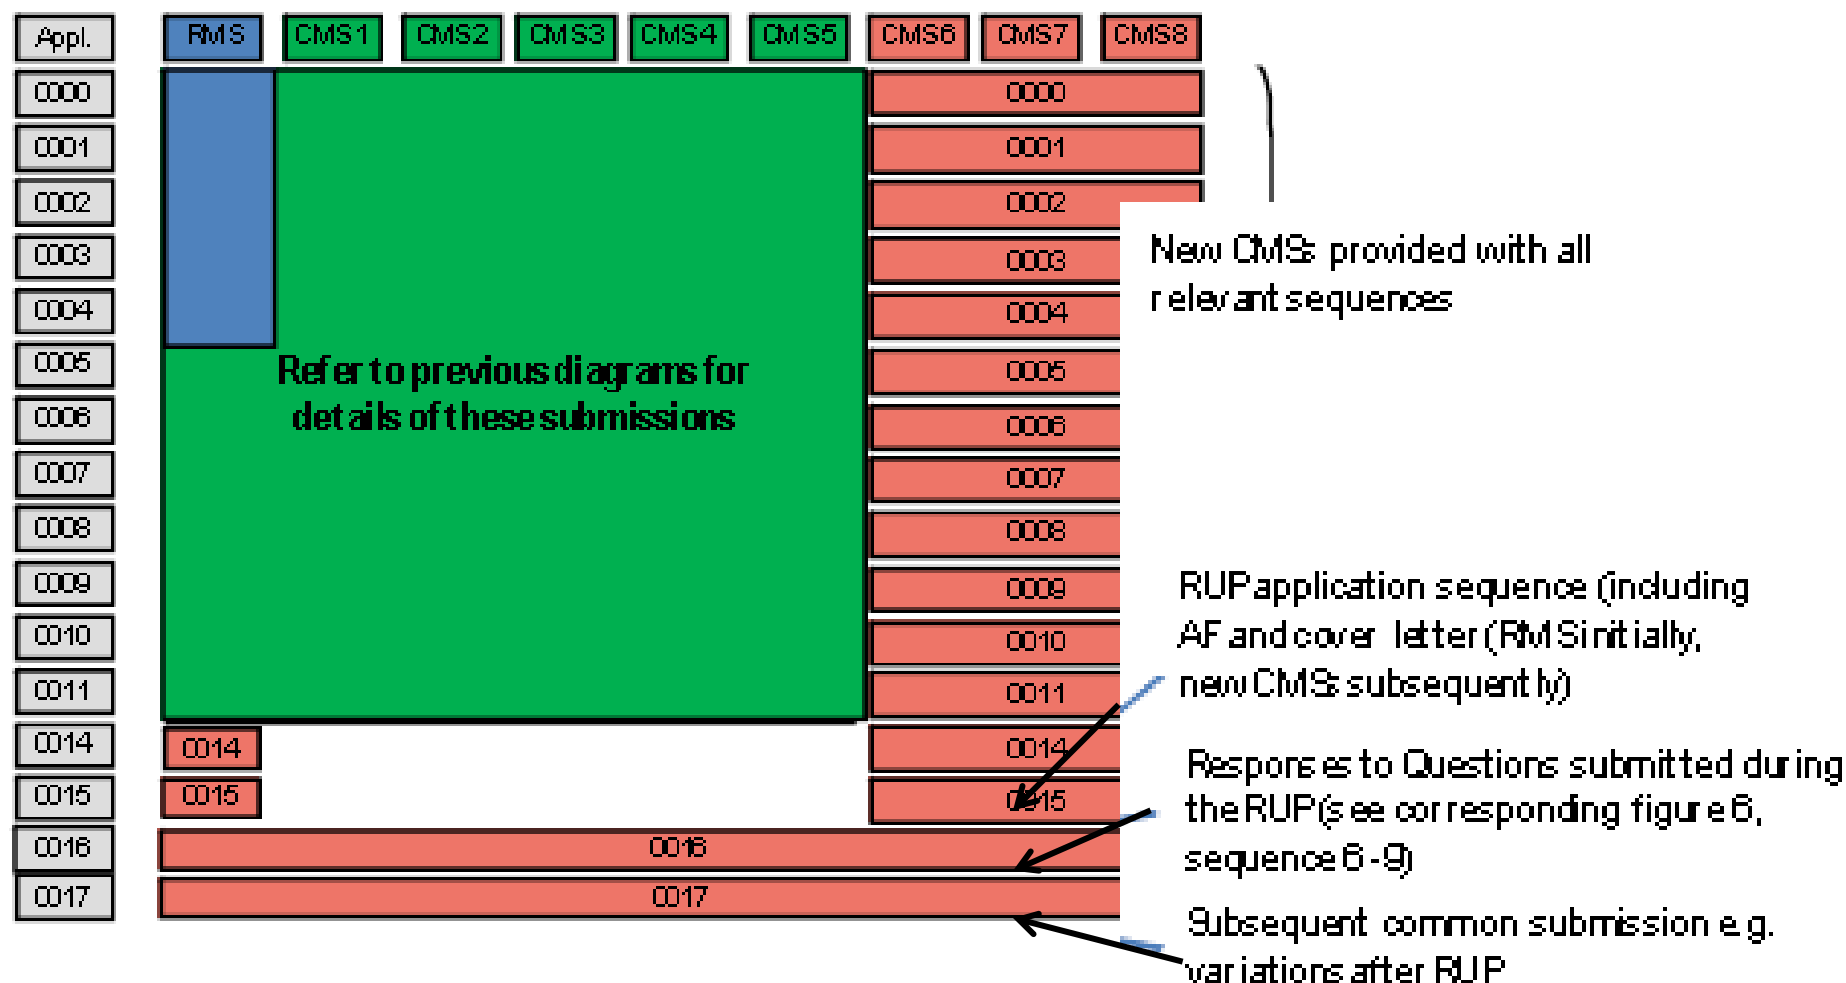 Appl. RMS CMS1 CMS2 CMS3 CMS4 CMS5 CMS6 CMS7 CMS8
0000 0000
0001 0001
0002 0002
0003 0003
0004 0004
0005 0005
0006 0006
0007 0007
0008 0008
0009 0009
0010 0010
0011 0011
0014 0014 0014
0015 0015 0015
0016 0016
0017 0017
Refer to previous diagrams for
details of these submissions
New CMSs provided with all
relevant sequences
RUP application sequence (including
AF and cover letter (RMS initially,
new CMSs subsequently)
Responses to Questions submitted during
the RUP (see corresponding figure 6,
sequence 6-9)
Subsequent common submission e.g.
variations after RUP